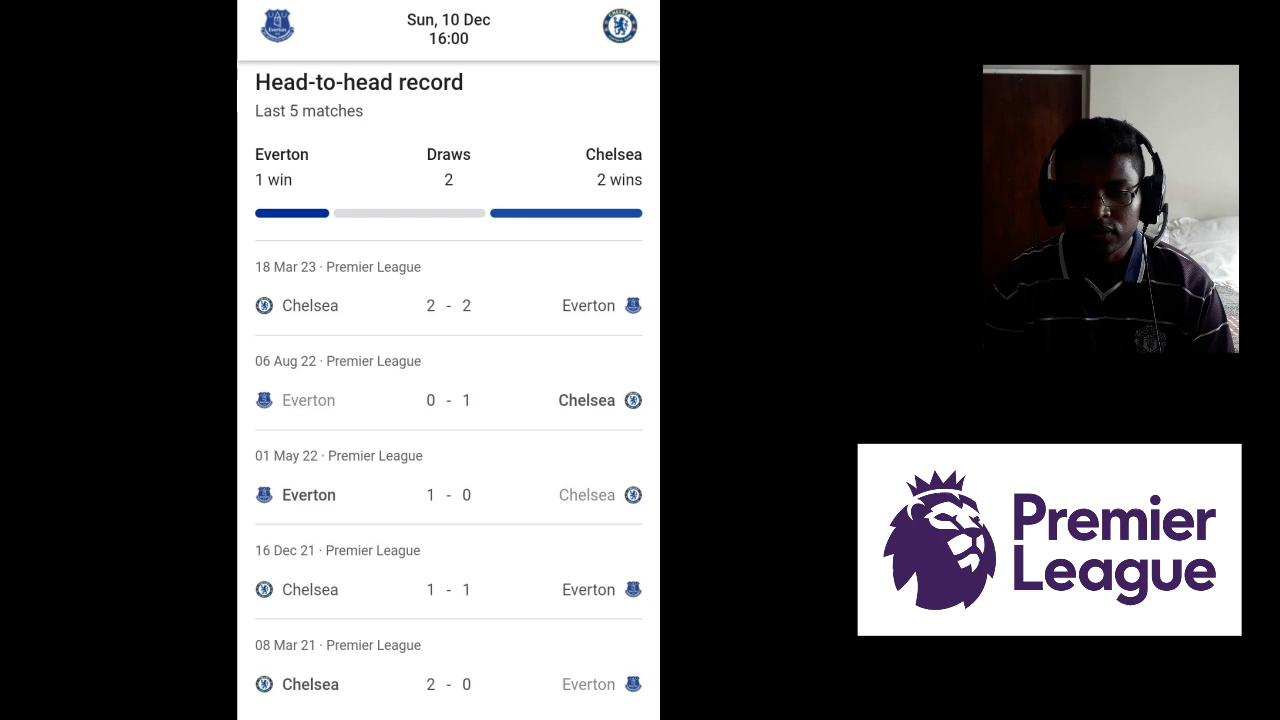 Sun, 10 Dec
16:00
Head-to-head record
Last 5 matches
Everton Draws Chelsea
1 win 2 2 wins
18 Mar 23 · Premier League
Chelsea 2 - 2 Everton
06 Aug 22 · Premier League
Everton 0 - 1 Chelsea
01 May 22 · Premier League
Everton 1 - 0 Chelsea
16 Dec 21 · Premier League
Chelsea 1 - 1 Everton
08 Mar 21 · Premier League
Chelsea 2 - 0 Everton
Premier
League